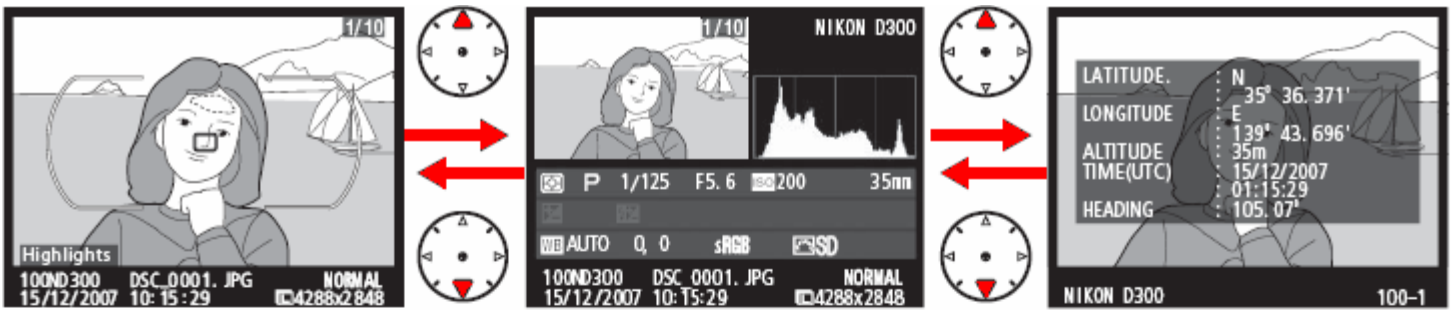 1/10
Highlights
100ND300 DSC_0001. JPG NORMAL
15/12/2007 10: 15 : 29 4288x2848
1/10
NIKON D300
P 1/125 F5. 6 ISO 200 35mm
WB AUTO 0, 0 sRGB SD
100ND300 DSC_0001. JPG NORMAL
15/12/2007 10: 15 : 29 4288x2848
LATITUDE. : N
: 35° 36. 371'
LONGITUDE : E
: 139° 43. 696'
ALTITUDE : 35m
TIME(UTC) : 15/12/2007
: 01:15:29
HEADING : 105. 07°
NIKON D300 100-1